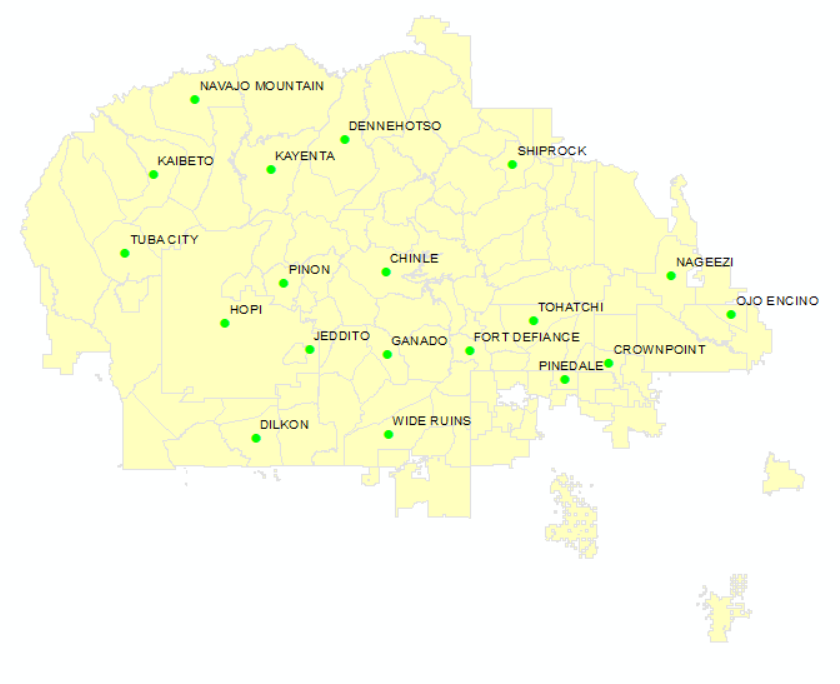 NAVAJO MOUNTAIN
DENNEHOTSO
SHIPROCK
KAYENTA
KAIBETO
TUBA CITY
CHINLE
NAGEEZI
PINON
OJO ENCINO
HOPI
TOHATCHI
JEDDITO
GANADO
FORT DEFIANCE
CROWNPOINT
PINEDALE
WIDE RUINS
DILKON